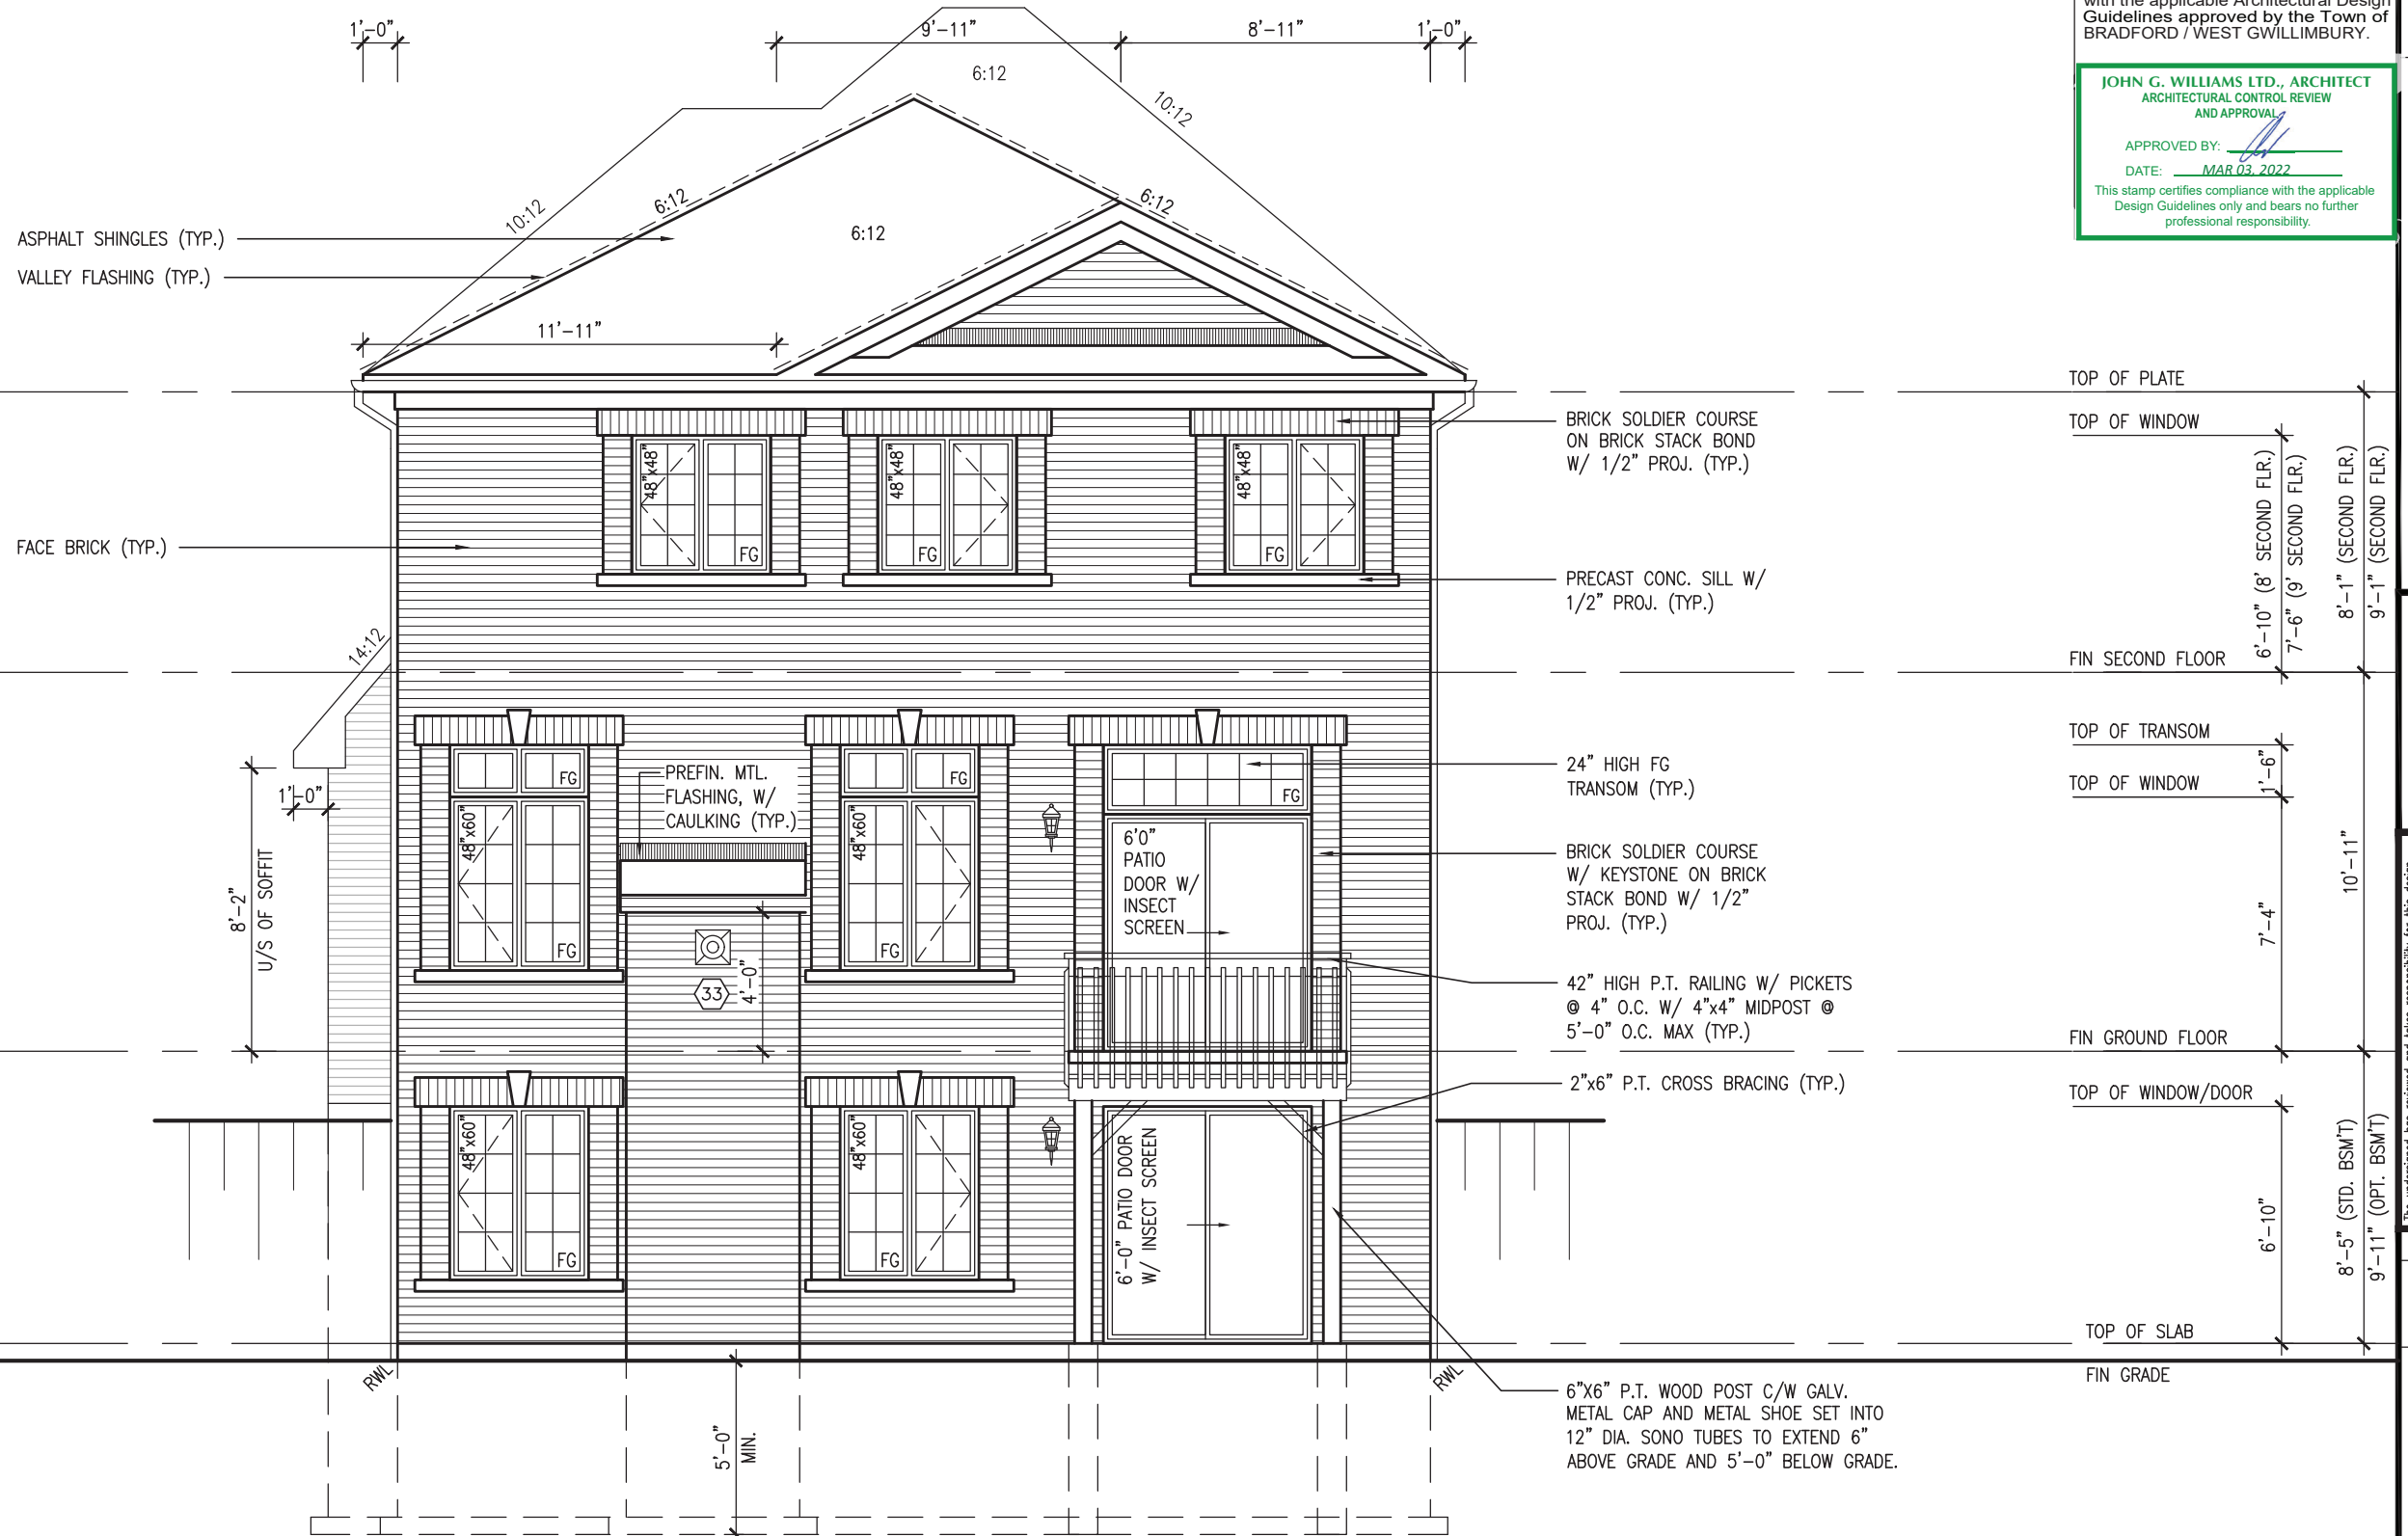 1'-0"
9'-11"
8'-11"
1'-0"
with the applicable Architectural Design
Guidelines approved by the Town of
BRADFORD / WEST GWILLIMBURY.
JOHN G. WILLIAMS LTD., ARCHITECT
ARCHITECTURAL CONTROL REVIEW
AND APPROVAL
APPROVED BY:
DATE: MAR 03, 2022
This stamp certifies compliance with the applicable
Design Guidelines only and bears no further
professional responsibility.
6:12
10:12
10:12
6:12
6:12
6:12
ASPHALT SHINGLES (TYP.)
VALLEY FLASHING (TYP.)
11'-11"
TOP OF PLATE
TOP OF WINDOW
BRICK SOLDIER COURSE
ON BRICK STACK BOND
W/ 1/2" PROJ. (TYP.)
48"x48"
FG
48"x48"
FG
48"x48"
FG
FACE BRICK (TYP.)
PRECAST CONC. SILL W/
1/2" PROJ. (TYP.)
6'-10" (8' SECOND FLR.)
7'-6" (9' SECOND FLR.)
8'-1" (SECOND FLR.)
9'-1" (SECOND FLR.)
14:12
FIN SECOND FLOOR
TOP OF TRANSOM
TOP OF WINDOW
1'-6"
24" HIGH FG
TRANSOM (TYP.)
FG
FG
FG
PREFIN. MTL.
FLASHING, W/
CAULKING (TYP.)
1'-0"
8'-2"
U/S OF SOFFIT
48"x60"
FG
48"x60"
FG
6'0"
PATIO
DOOR W/
INSECT
SCREEN
BRICK SOLDIER COURSE
W/ KEYSTONE ON BRICK
STACK BOND W/ 1/2"
PROJ. (TYP.)
7'-4"
10'-11"
33
4'-0"
42" HIGH P.T. RAILING W/ PICKETS
@ 4" O.C. W/ 4"x4" MIDPOST @
5'-0" O.C. MAX (TYP.)
FIN GROUND FLOOR
2"x6" P.T. CROSS BRACING (TYP.)
TOP OF WINDOW/DOOR
48"x60"
FG
48"x60"
FG
6'-0" PATIO DOOR
W/ INSECT SCREEN
6'-10"
8'-5" (STD. BSM'T)
9'-11" (OPT. BSM'T)
TOP OF SLAB
FIN GRADE
RWL
RWL
5'-0"
MIN.
6"X6" P.T. WOOD POST C/W GALV.
METAL CAP AND METAL SHOE SET INTO
12" DIA. SONO TUBES TO EXTEND 6"
ABOVE GRADE AND 5'-0" BELOW GRADE.